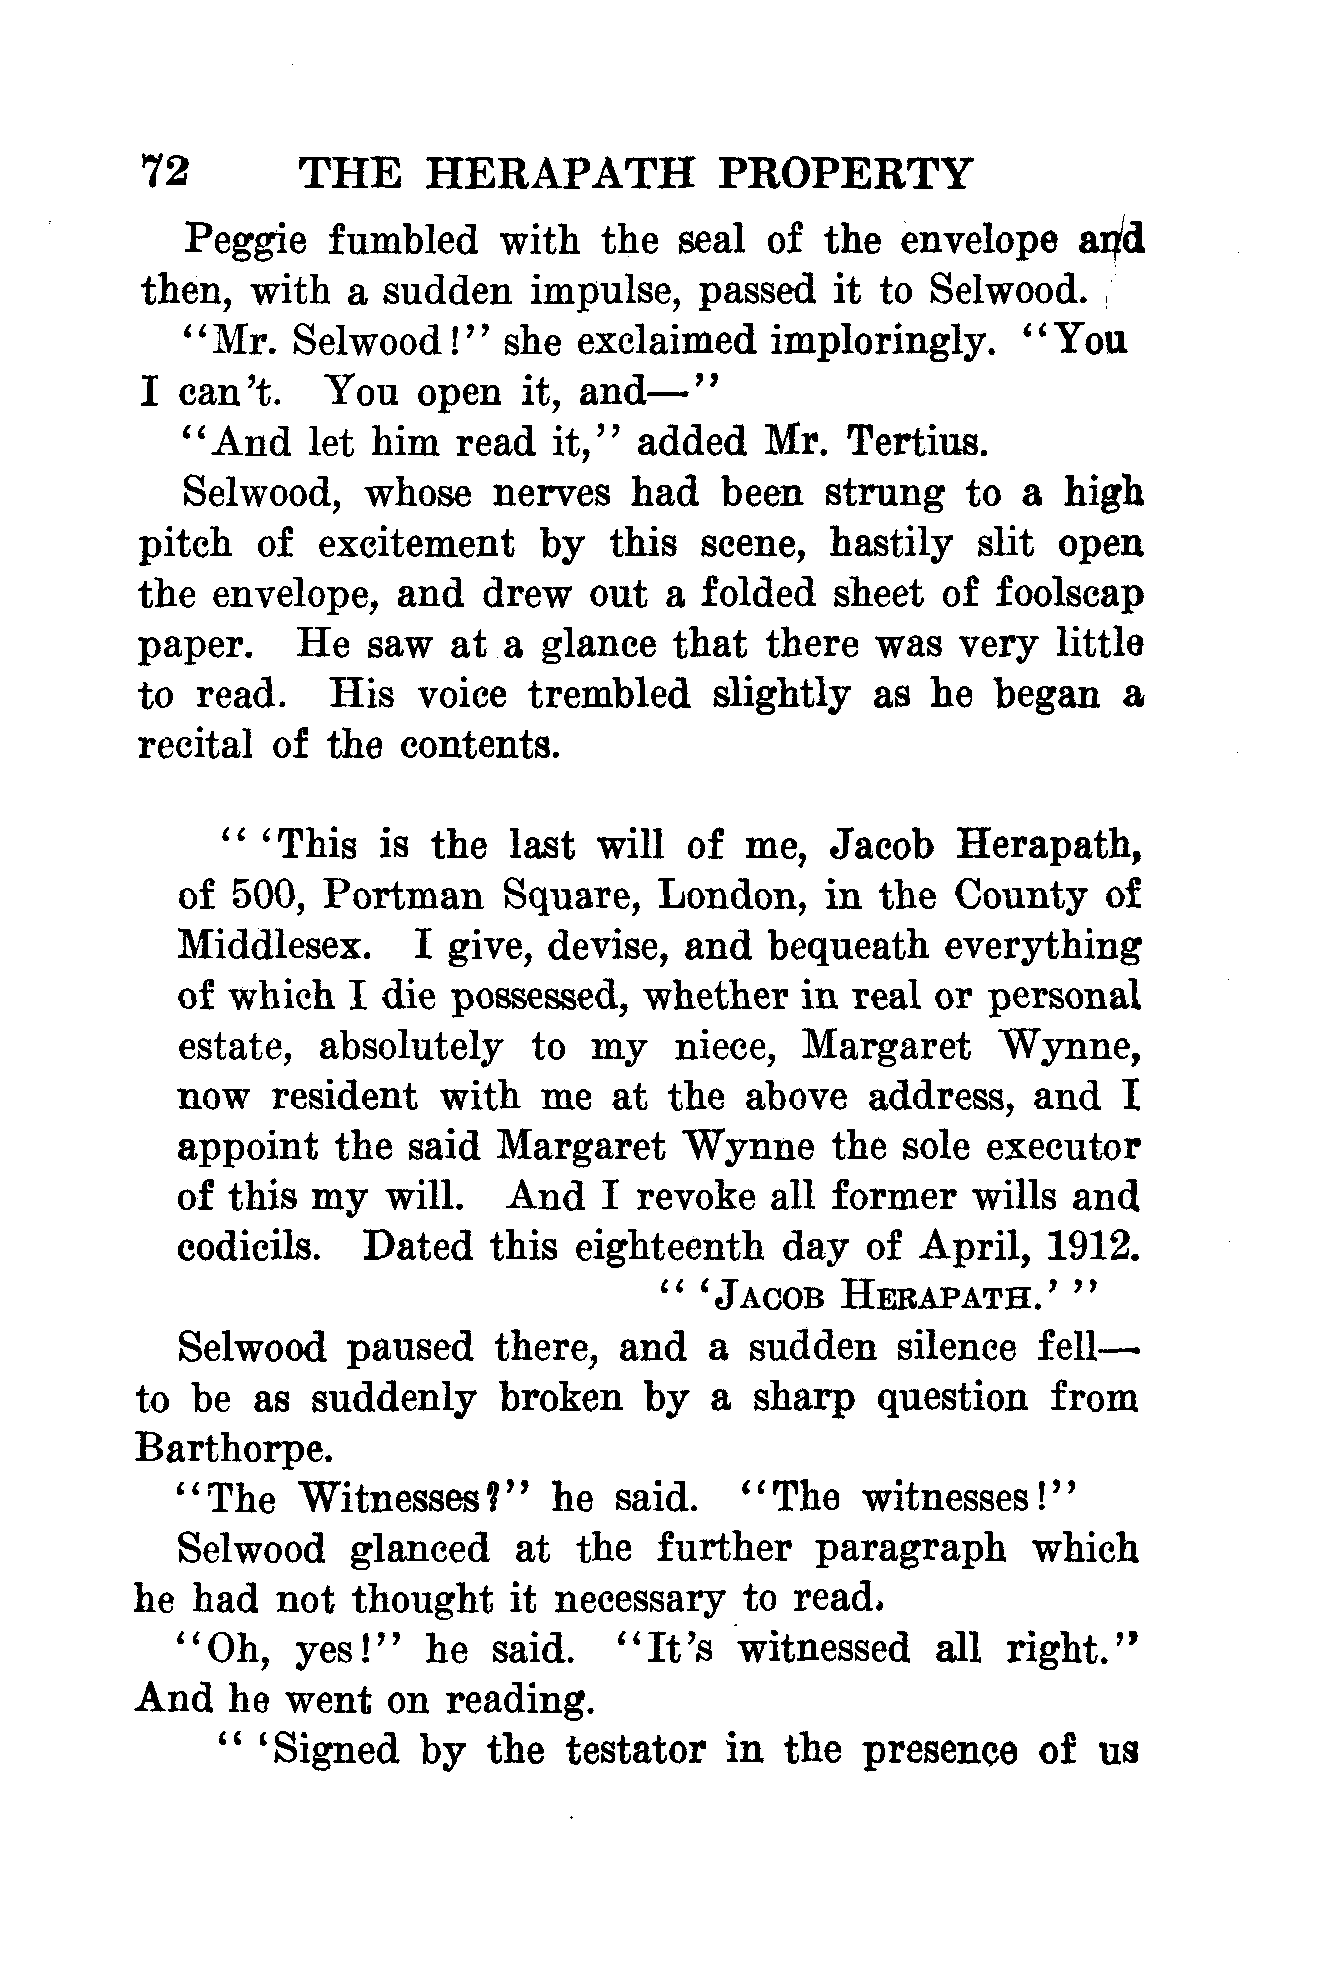 72 THE HERAPATH PROPERTY
Peggie fumbled with the seal of the envelope and
then, with a sudden impulse, passed it to Selwood.
“Mr. Selwood!” she exclaimed imploringly. “You
I can’t. You open it, and—”
“And let him read it,” added Mr. Tertius.
Selwood, whose nerves had been strung to a high
pitch of excitement by this scene, hastily slit open
the envelope, and drew out a folded sheet of foolscap
paper. He saw at a glance that there was very little
to read. His voice trembled slightly as he began a
recital of the contents.
“ ‘This is the last will of me, Jacob Herapath,
of 500, Portman Square, London, in the County of
Middlesex. I give, devise, and bequeath everything
of which I die possessed, whether in real or personal
estate, absolutely to my niece, Margaret Wynne,
now resident with me at the above address, and I
appoint the said Margaret Wynne the sole executor
of this my will. And I revoke all former wills and
codicils. Dated this eighteenth day of April, 1912.
“ ‘JACOB HERAPATH.’ ”
Selwood paused there, and a sudden silence fell—
to be as suddenly broken by a sharp question from
Barthorpe.
“The Witnesses?” he said. “The witnesses!”
Selwood glanced at the further paragraph which
he had not thought it necessary to read.
“Oh, yes!” he said. “It’s witnessed all right.”
And he went on reading.
“ ‘Signed by the testator in the presence of us